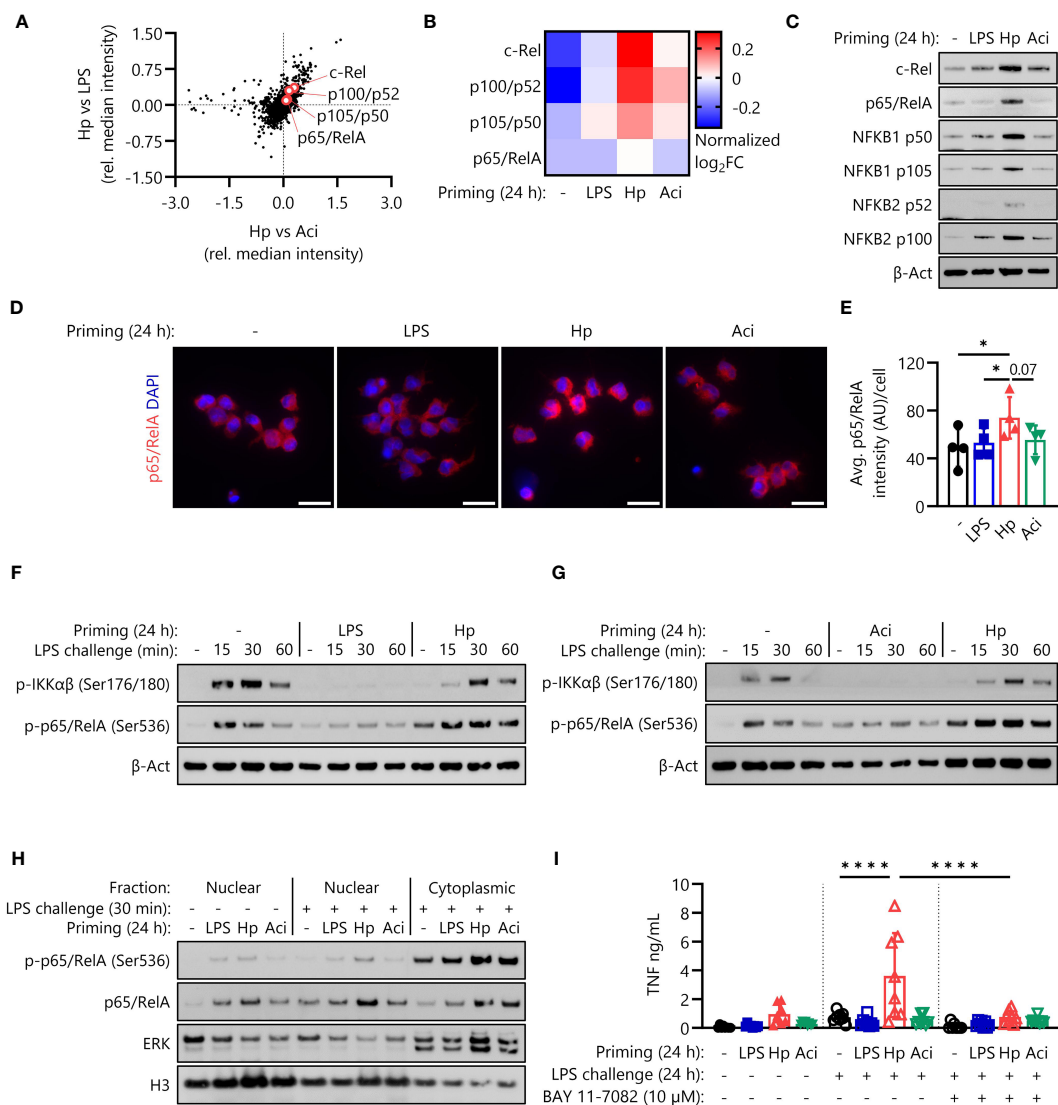 A
1.50
0.75
0.00
-0.75
-1.50
Hp vs LPS
(rel. median intensity)
c-Rel
p100/p52
p105/p50
p65/RelA
-3.0 -1.5 0.0 1.5 3.0
Hp vs Aci
(rel. median intensity)
B
c-Rel
p100/p52
p105/p50
p65/RelA
Priming (24 h): - LPS Hp Aci
0.2
0
-0.2
Normalized
log2FC
C
Priming (24 h): - LPS Hp Aci
c-Rel
p65/RelA
NFKB1 p50
NFKB1 p105
NFKB2 p52
NFKB2 p100
β-Act
D
Priming (24 h): - LPS Hp Aci
p65/RelA DAPI
E
* 
* 0.07
120
80
40
0
Avg. p65/RelA
intensity (AU)/cell
- LPS Hp Aci
F
Priming (24 h): - LPS Hp
LPS challenge (min): - 15 30 60 - 15 30 60 - 15 30 60
p-IKKαβ (Ser176/180)
p-p65/RelA (Ser536)
β-Act
G
Priming (24 h): - Aci Hp
LPS challenge (min): - 15 30 60 - 15 30 60 - 15 30 60
p-IKKαβ (Ser176/180)
p-p65/RelA (Ser536)
β-Act
H
Fraction: Nuclear Nuclear Cytoplasmic
LPS challenge (30 min): - - - - + + + + + + + +
Priming (24 h): - LPS Hp Aci - LPS Hp Aci - LPS Hp Aci
p-p65/RelA (Ser536)
p65/RelA
ERK
H3
I
**** ****
10
8
6
4
2
0
TNF ng/mL
Priming (24 h): - LPS Hp Aci - LPS Hp Aci - LPS Hp Aci
LPS challenge (24 h): - - - - + + + + + + + +
BAY 11-7082 (10 µM): - - - - - - - - + + + +